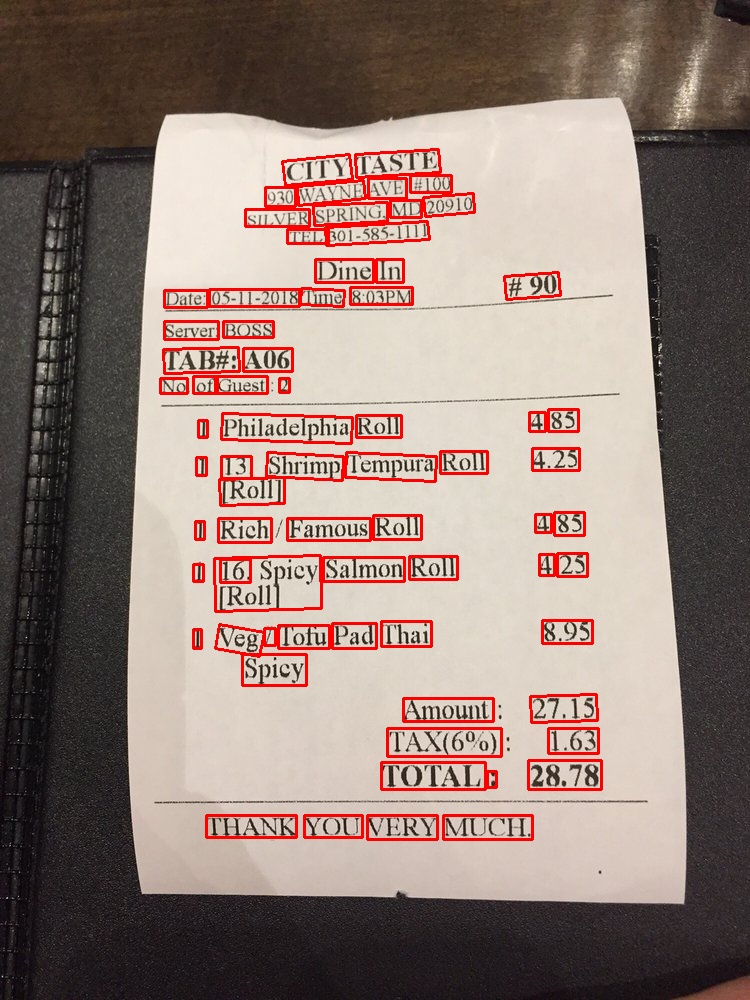 CITY TASTE
930 WAYNE AVE #100
SILVER SPRING, MD 20910
TEL 301-585-1111
Dine In
# 90
Date: 05-11-2018 Time 8:03PM
Server: BOSS
TAB#: A06
No of Guest : 2
1 Philadelphia Roll 4.85
1 13 Shrimp Tempura Roll 4.25
[Roll]
1 Rich / Famous Roll 4.85
1 16. Spicy Salmon Roll 4.25
[Roll]
1 Veg / Tofu Pad Thai 8.95
Spicy
Amount : 27.15
TAX(6%) : 1.63
TOTAL : 28.78
THANK YOU VERY MUCH.